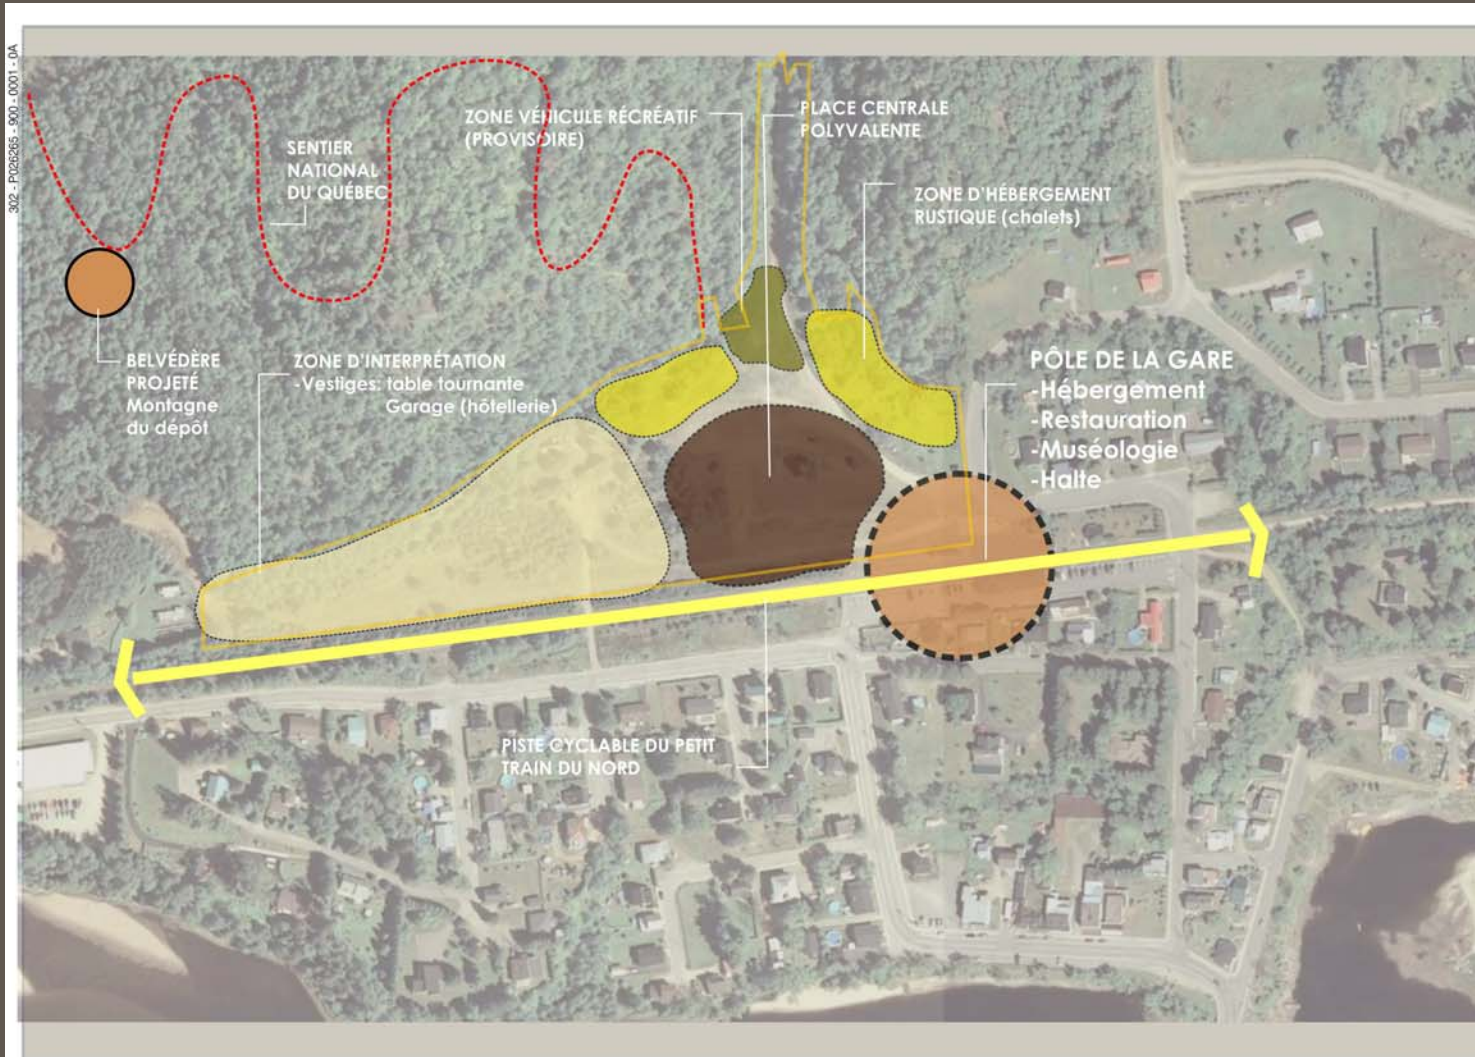 302 - P026265 - 900 - 0001 - 0A
ZONE VÉHICULE RÉCRÉATIF
(PROVISOIRE)
PLACE CENTRALE
POLYVALENTE
SENTIER
NATIONAL
DU QUÉBEC
ZONE D'HÉBERGEMENT
RUSTIQUE (chalets)
BELVÉDÈRE
PROJETÉ
Montagne
du dépôt
ZONE D'INTERPRÉTATION
-Vestiges: table tournante
Garage (hôtellerie)
PÔLE DE LA GARE
-Hébergement
-Restauration
-Muséologie
-Halte
PISTE CYCLABLE DU PETIT
TRAIN DU NORD